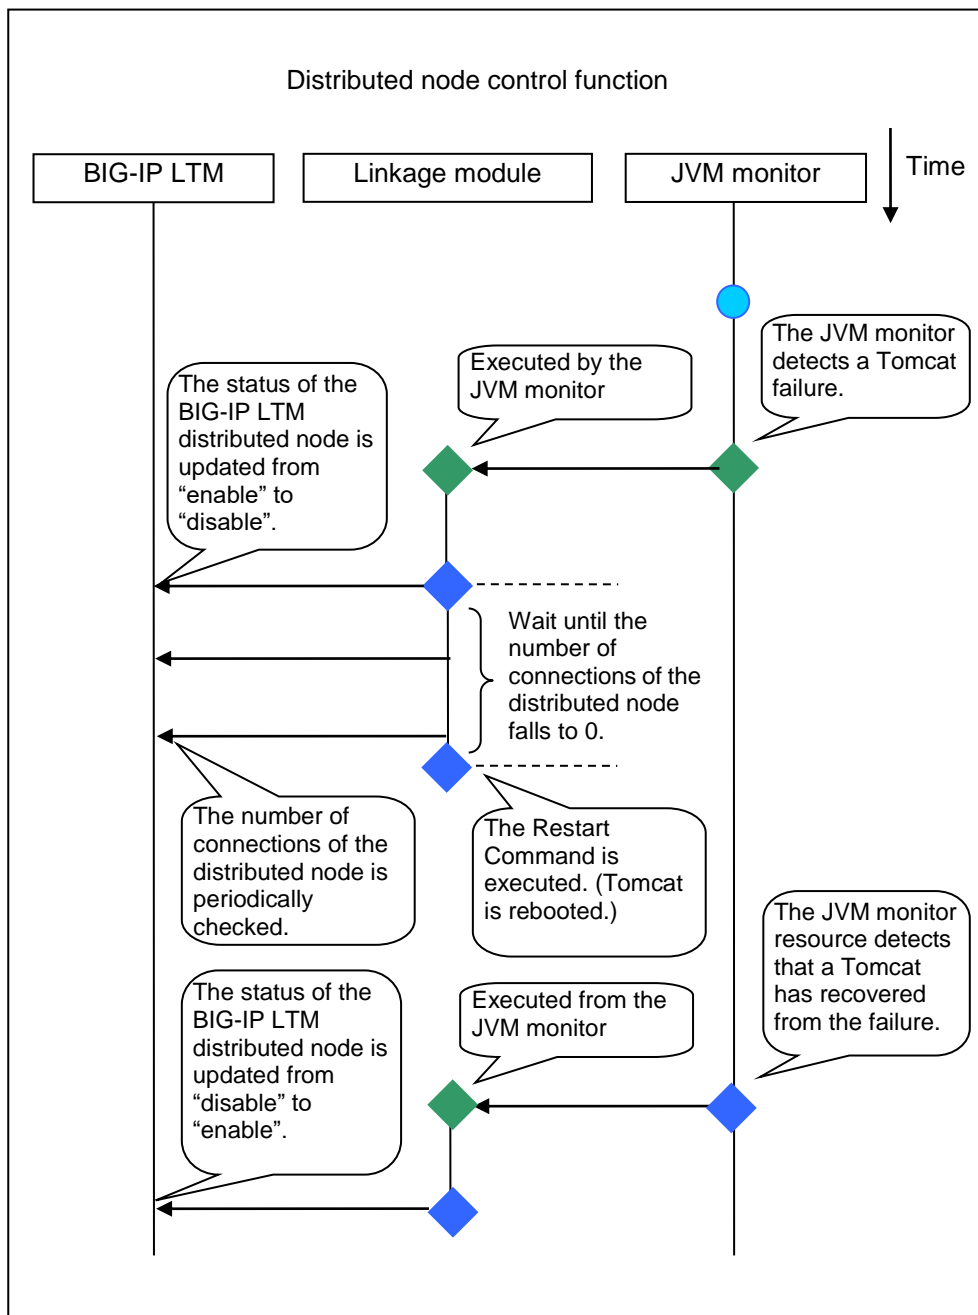 Distributed node control function
BIG-IP LTM
Linkage module
JVM monitor
Time
The JVM monitor
detects a Tomcat
failure.
Executed by the
JVM monitor
The status of the
BIG-IP LTM
distributed node is
updated from
“enable” to
“disable”.
Wait until the
number of
connections of the
distributed node
falls to 0.
The number of
connections of the
distributed node is
periodically
checked.
The Restart
Command is
executed. (Tomcat
is rebooted.)
The JVM monitor
resource detects
that a Tomcat
has recovered
from the failure.
Executed from the
JVM monitor
The status of the
BIG-IP LTM
distributed node is
updated from
“disable” to
“enable”.